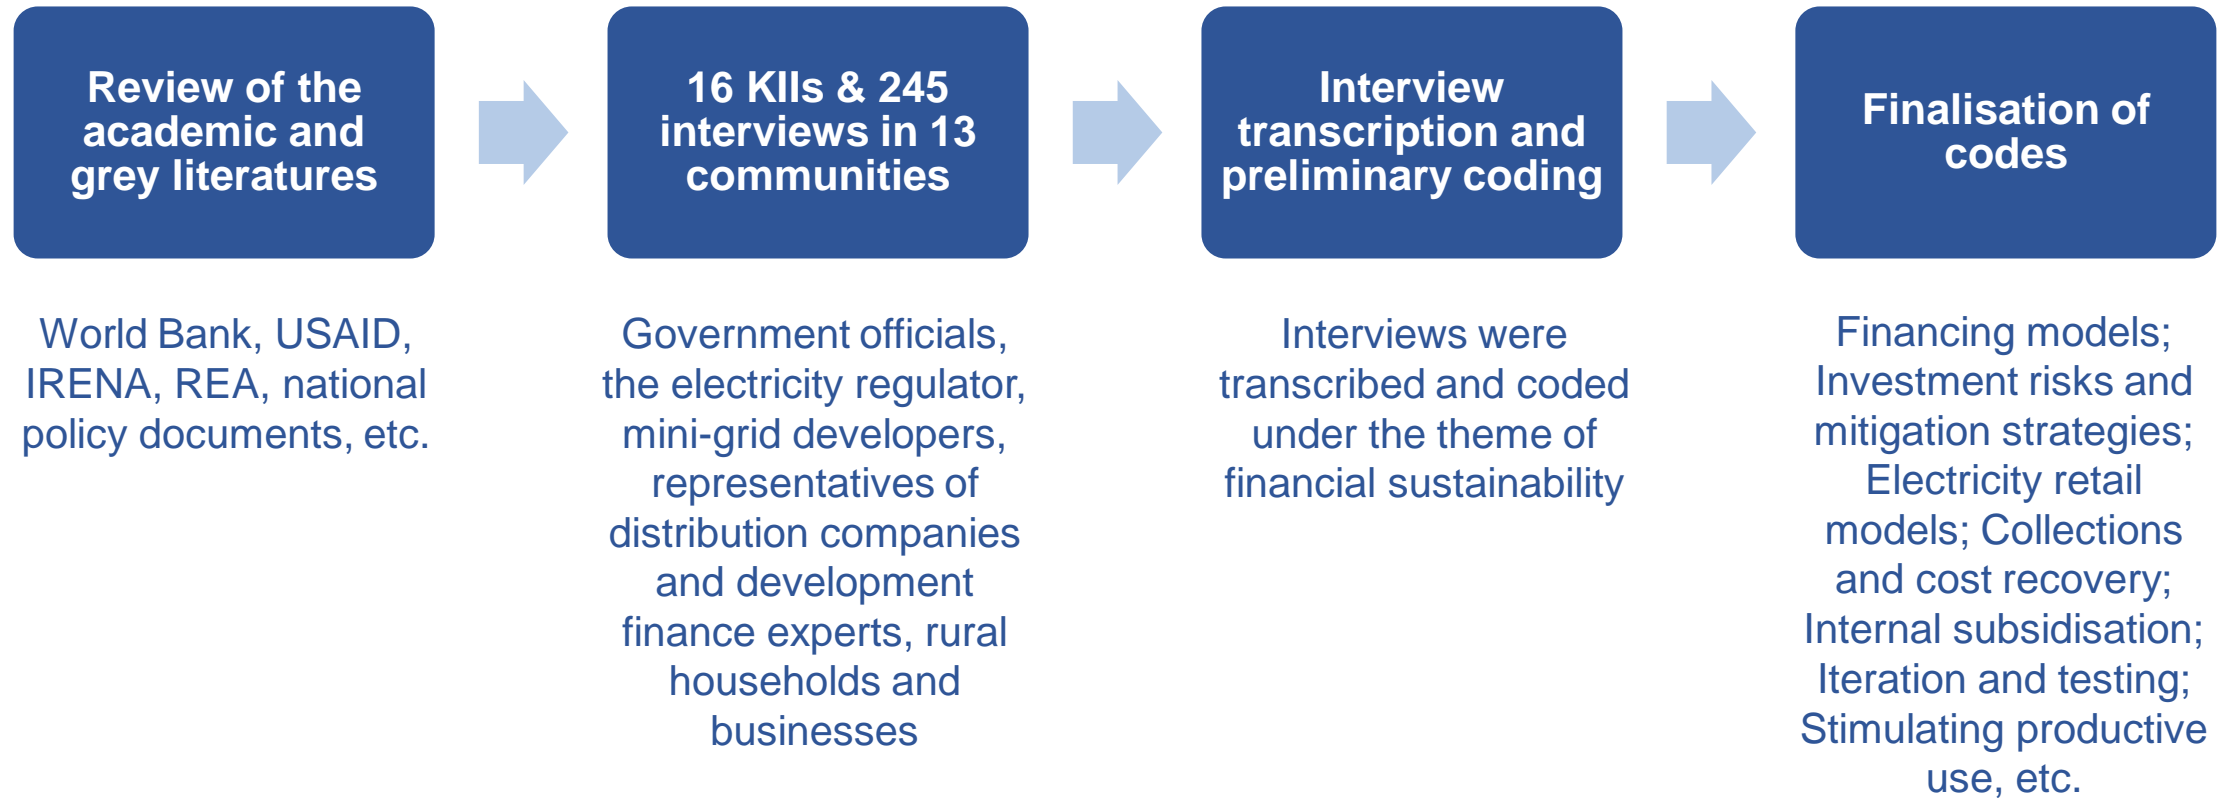 Review of the
academic and
grey literatures
World Bank, USAID,
IRENA, REA, national
policy documents, etc.
16 KIIs & 245
interviews in 13
communities
Government officials,
the electricity regulator,
mini-grid developers,
representatives of
distribution companies
and development
finance experts, rural
households and
businesses
Interview
transcription and
preliminary coding
Interviews were
transcribed and coded
under the theme of
financial sustainability
Finalisation of
codes
Financing models;
Investment risks and
mitigation strategies;
Electricity retail
models; Collections
and cost recovery;
Internal subsidisation;
Iteration and testing;
Stimulating productive
use, etc.